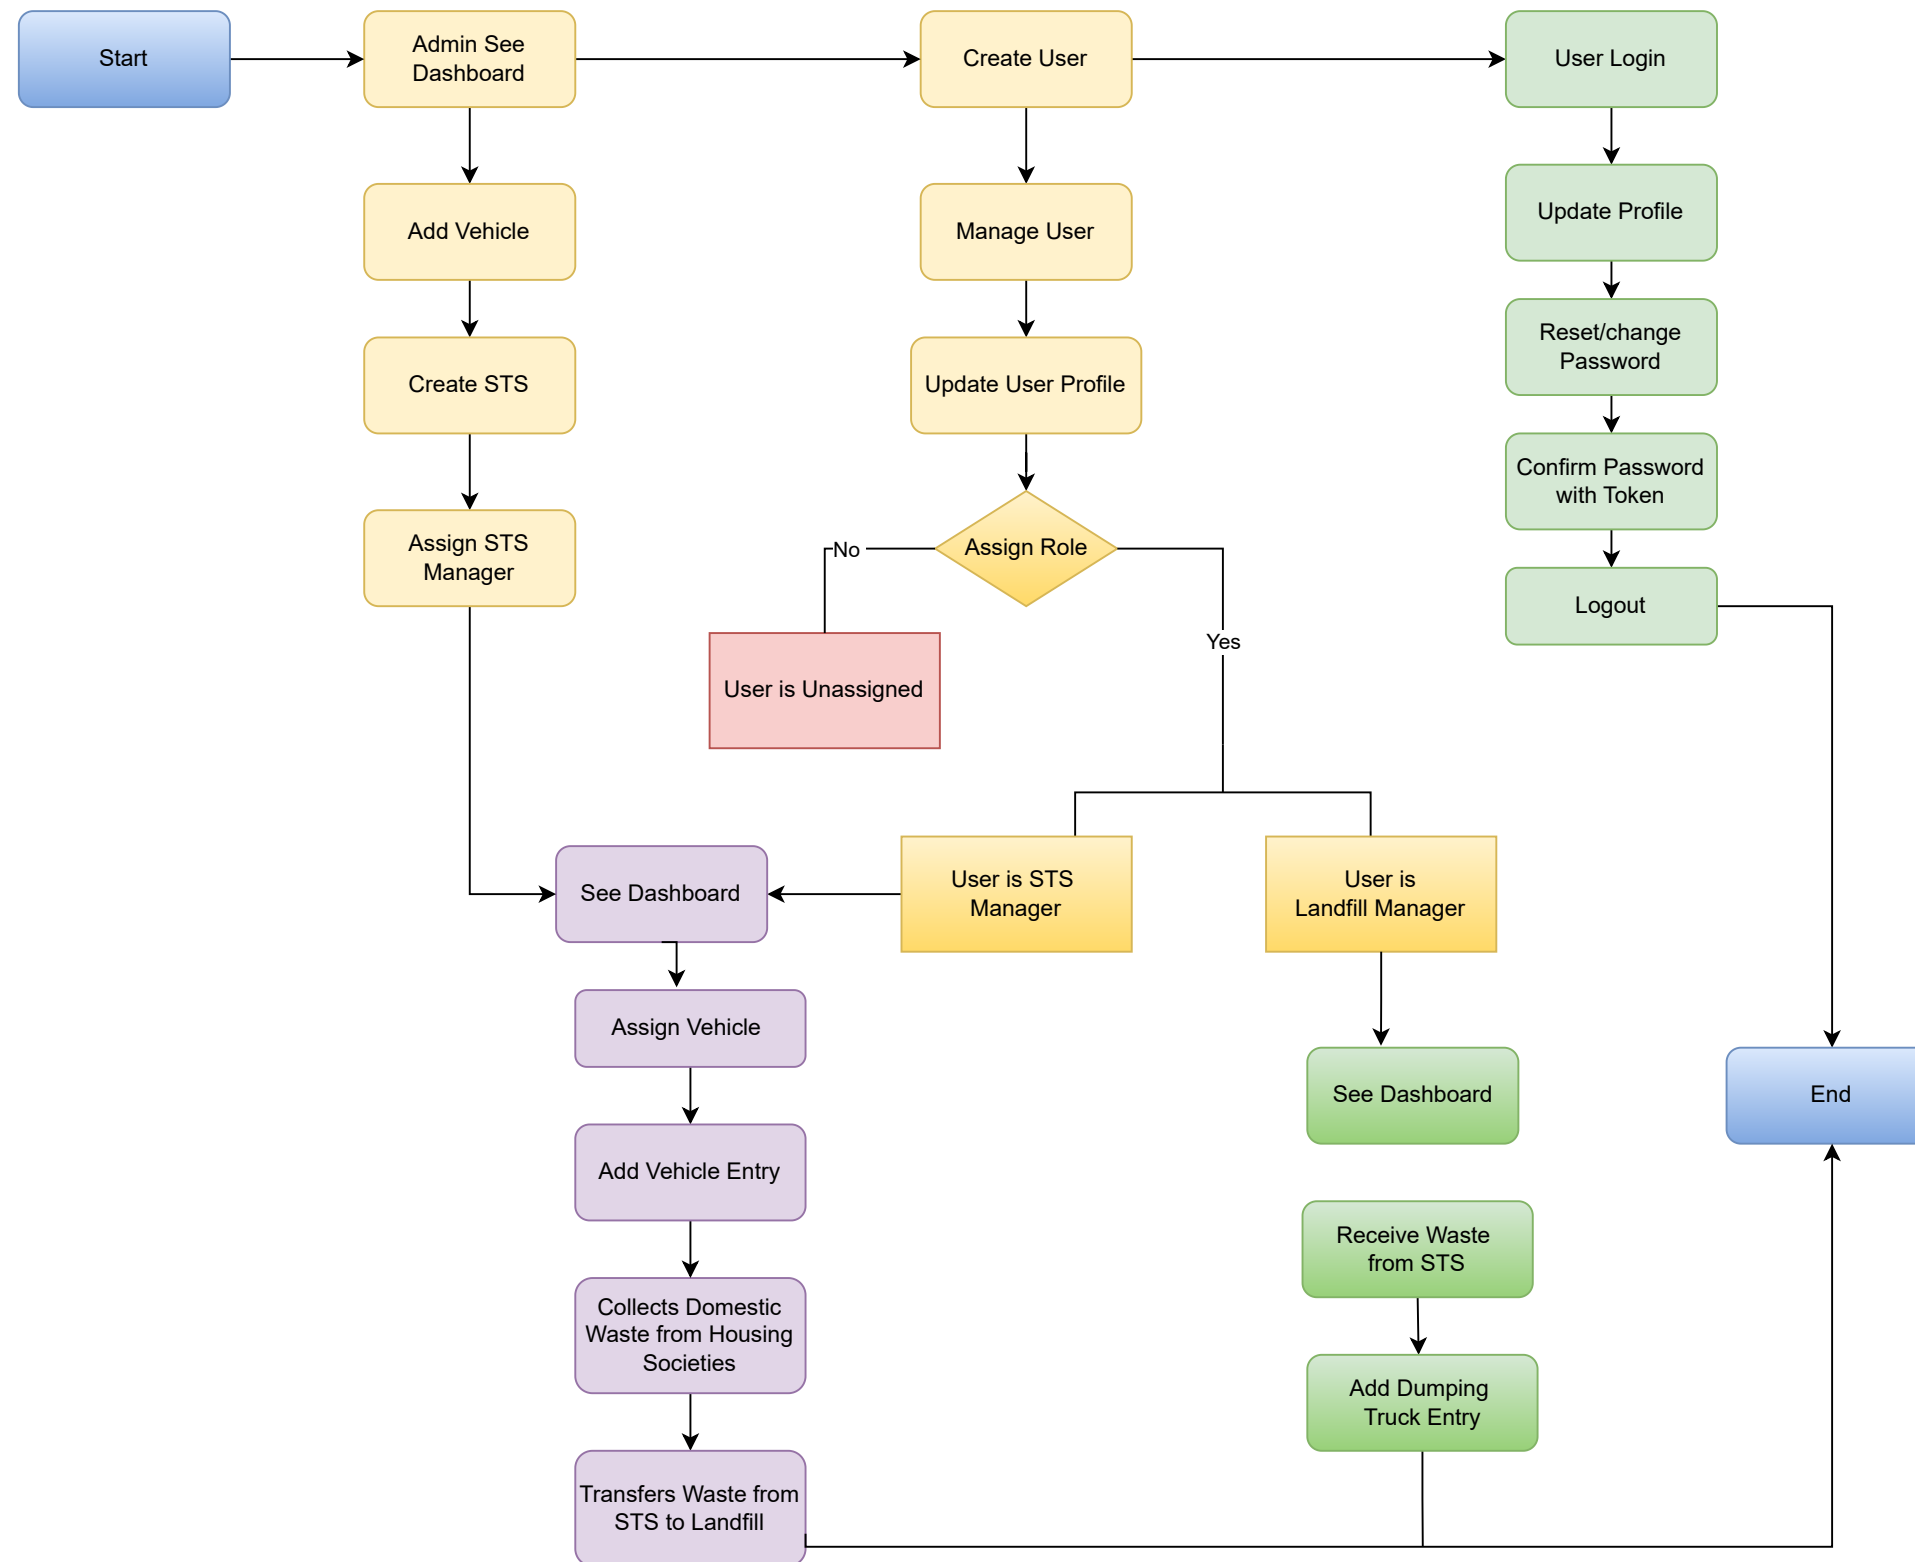 Start
Admin See
Dashboard
Create User
User Login
Add Vehicle
Manage User
Update Profile
Create STS
Update User Profile
Reset/change
Password
Confirm Password
with Token
Assign STS
Manager
Assign Role
No
Yes
Logout
User is Unassigned
See Dashboard
User is STS
Manager
User is
Landfill Manager
Assign Vehicle
See Dashboard
End
Add Vehicle Entry
Receive Waste
from STS
Collects Domestic
Waste from Housing
Societies
Add Dumping
Truck Entry
Transfers Waste from
STS to Landfill